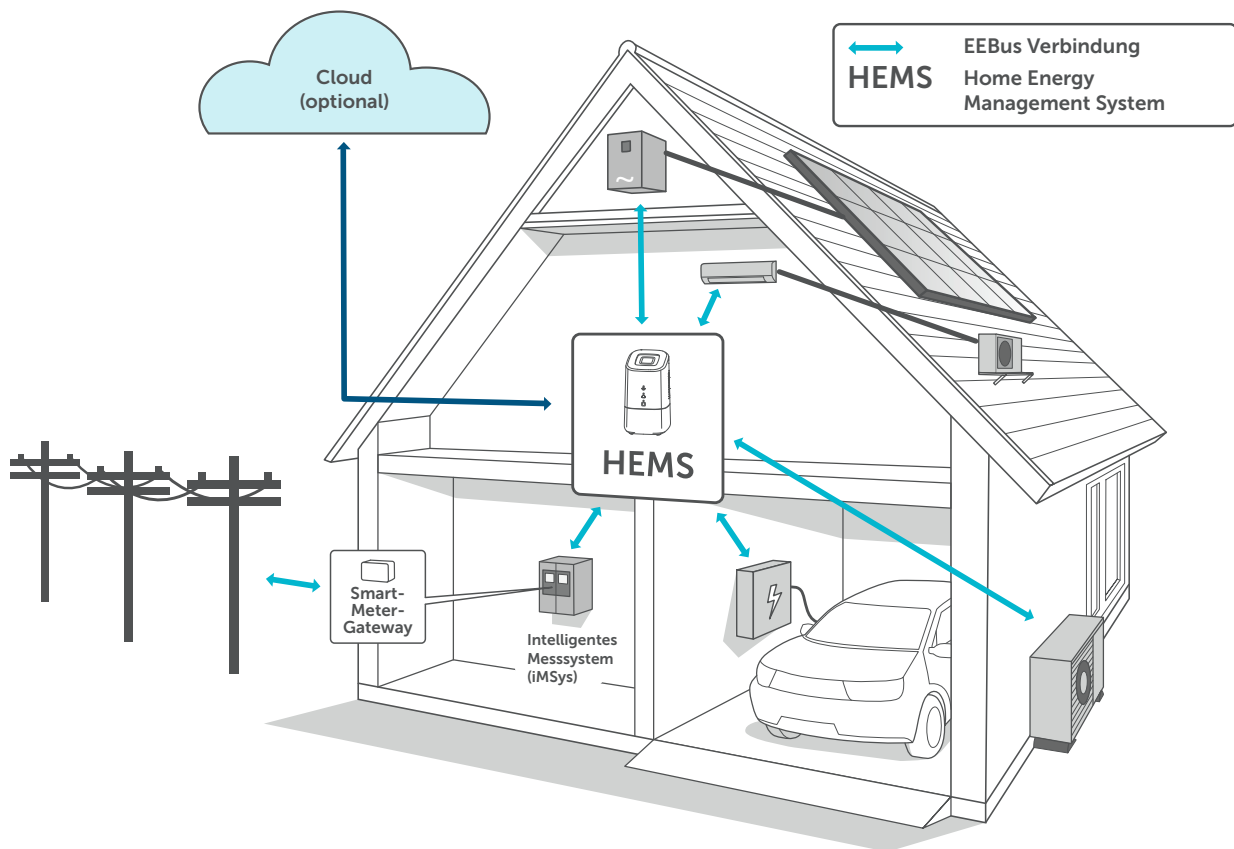 Cloud
(optional)
EEBus Verbindung
HEMS
Home Energy
Management System
HEMS
Smart-
Meter-
Gateway
Intelligentes
Messsystem
(iMSys)